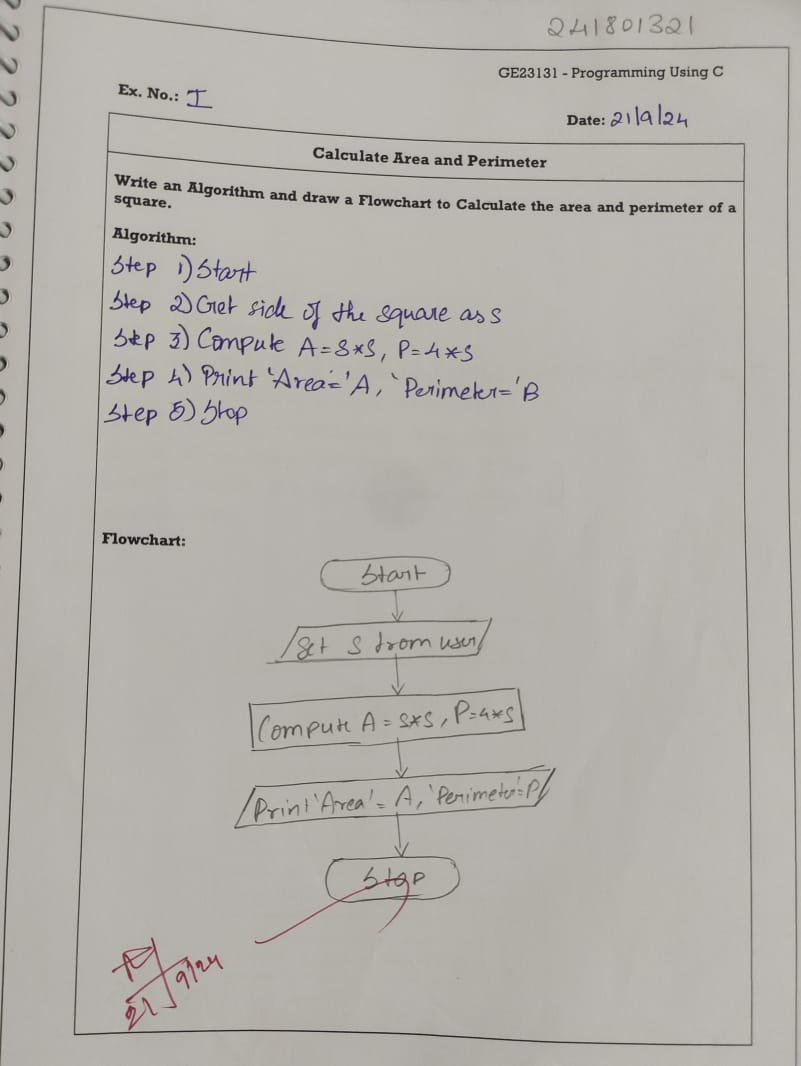 241801321
GE23131 - Programming Using C
Ex. No.: I
Date: 21/9/24
Calculate Area and Perimeter
Write an Algorithm and draw a Flowchart to Calculate the area and perimeter of a
square.
Algorithm:
Step 1) Start
Step 2) Get side of the square as s
Step 3) Compute A=S*S, P=4*S
Step 4) Print 'Area=' A, 'Perimeter=' B
Step 5) Stop
Flowchart:
Start
Get S from user
Compute A = S*S, P=4*S
Print 'Area' = A, 'Perimeter'=P
Stop
21/9/24